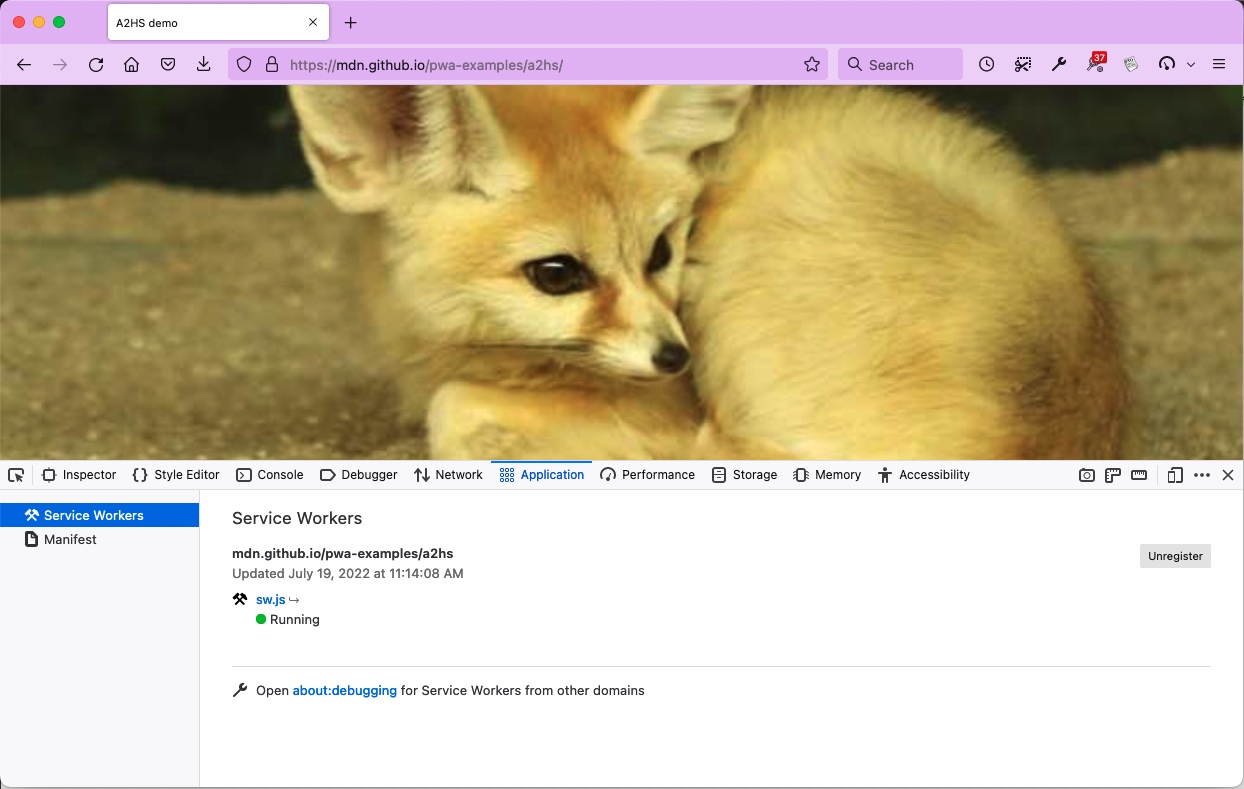 A2HS demo
https://mdn.github.io/pwa-examples/a2hs/
Search
37
Inspector
Style Editor
Console
Debugger
Network
Application
Performance
Storage
Memory
Accessibility
Service Workers
Manifest
Service Workers
mdn.github.io/pwa-examples/a2hs
Unregister
Updated July 19, 2022 at 11:14:08 AM
sw.js
Running
Open about:debugging for Service Workers from other domains